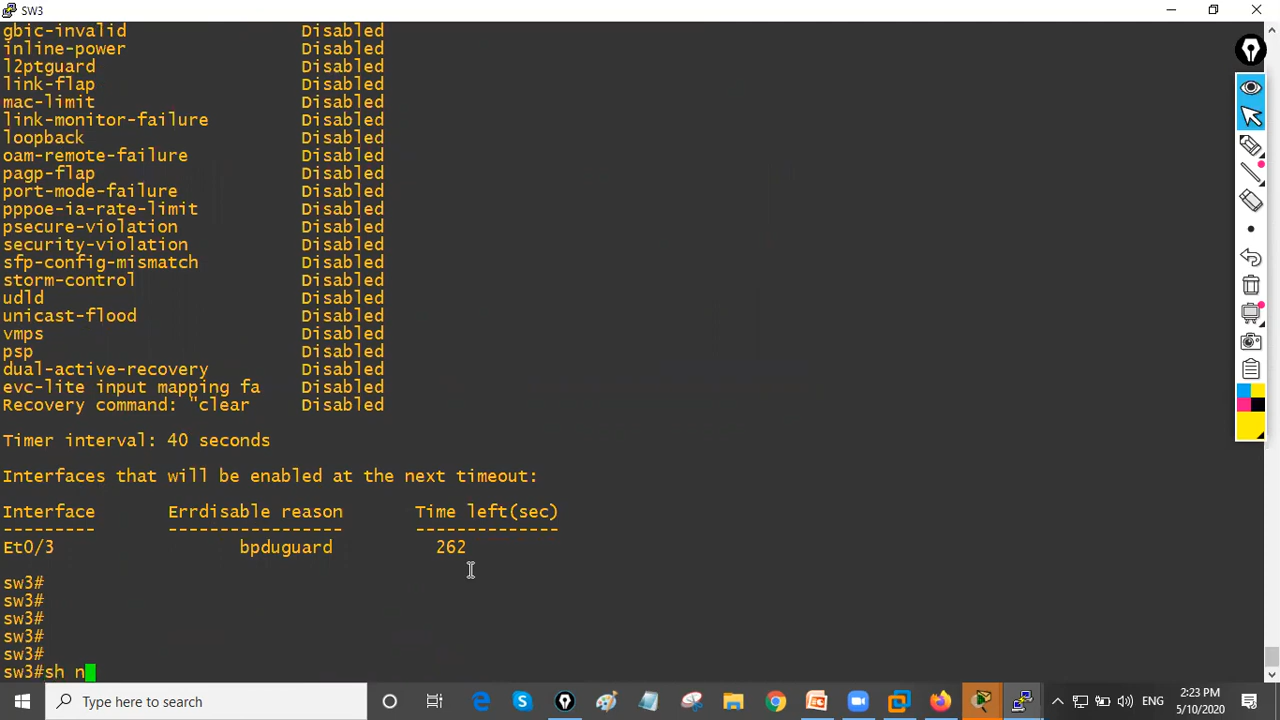 SW3
gbic-invalid Disabled
inline-power Disabled
l2ptguard Disabled
link-flap Disabled
mac-limit Disabled
link-monitor-failure Disabled
loopback Disabled
oam-remote-failure Disabled
pagp-flap Disabled
port-mode-failure Disabled
pppoe-ia-rate-limit Disabled
psecure-violation Disabled
security-violation Disabled
sfp-config-mismatch Disabled
storm-control Disabled
udld Disabled
unicast-flood Disabled
vmps Disabled
psp Disabled
dual-active-recovery Disabled
evc-lite input mapping fa Disabled
Recovery command: "clear Disabled
Timer interval: 40 seconds
Interfaces that will be enabled at the next timeout:
Interface Errdisable reason Time left(sec)
--------- ----------------- --------------
Et0/3 bpduguard 262
sw3#
sw3#
sw3#
sw3#
sw3#
sw3#sh n
Type here to search
ENG
2:23 PM
5/10/2020